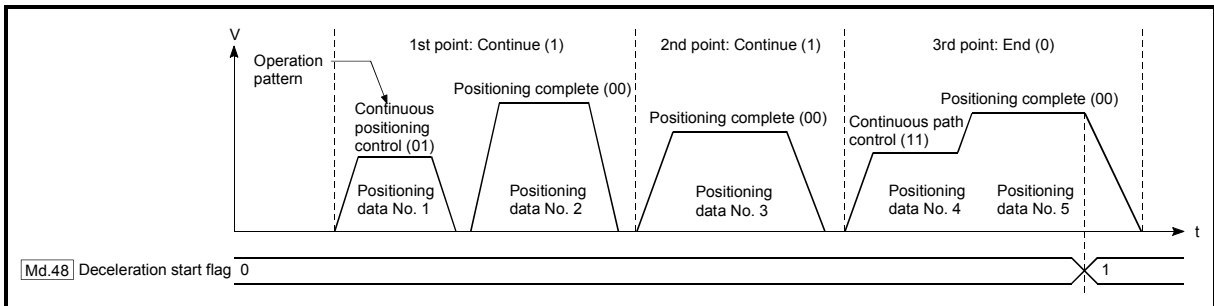 V
1st point: Continue (1)
2nd point: Continue (1)
3rd point: End (0)
Operation
pattern
Continuous
positioning
control (01)
Positioning complete (00)
Positioning complete (00)
Positioning complete (00)
Continuous path
control (11)
Positioning
data No. 1
Positioning
data No. 2
Positioning
data No. 3
Positioning
data No. 4
Positioning
data No. 5
t
Md.48 Deceleration start flag 0
1